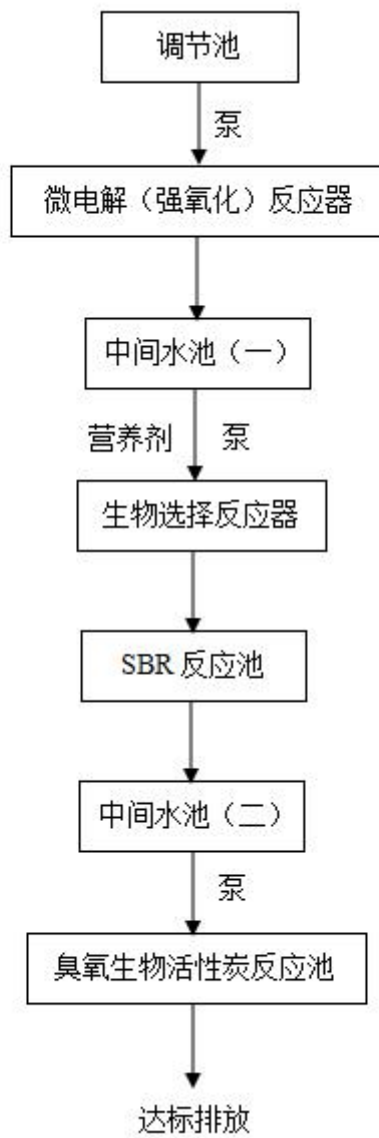 调节池
泵
微电解（强氧化）反应器
中间水池（一）
营养剂 泵
生物选择反应器
SBR 反应池
中间水池（二）
泵
臭氧生物活性炭反应池
达标排放